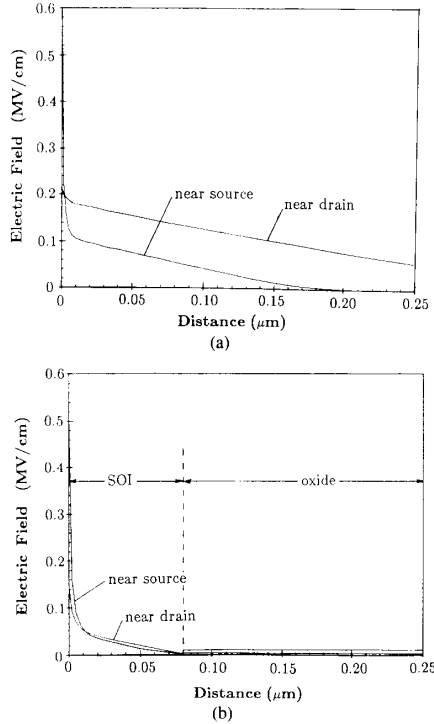 0.6
0.5
0.4
0.3
0.2
0.1
0
Electric Field (MV/cm)
near source
near drain
0 0.05 0.10 0.15 0.20 0.25
Distance (μm)
(a)
0.6
0.5
0.4
0.3
0.2
0.1
0
Electric Field (MV/cm)
SOI
oxide
near source
near drain
0 0.05 0.10 0.15 0.20 0.25
Distance (μm)
(b)